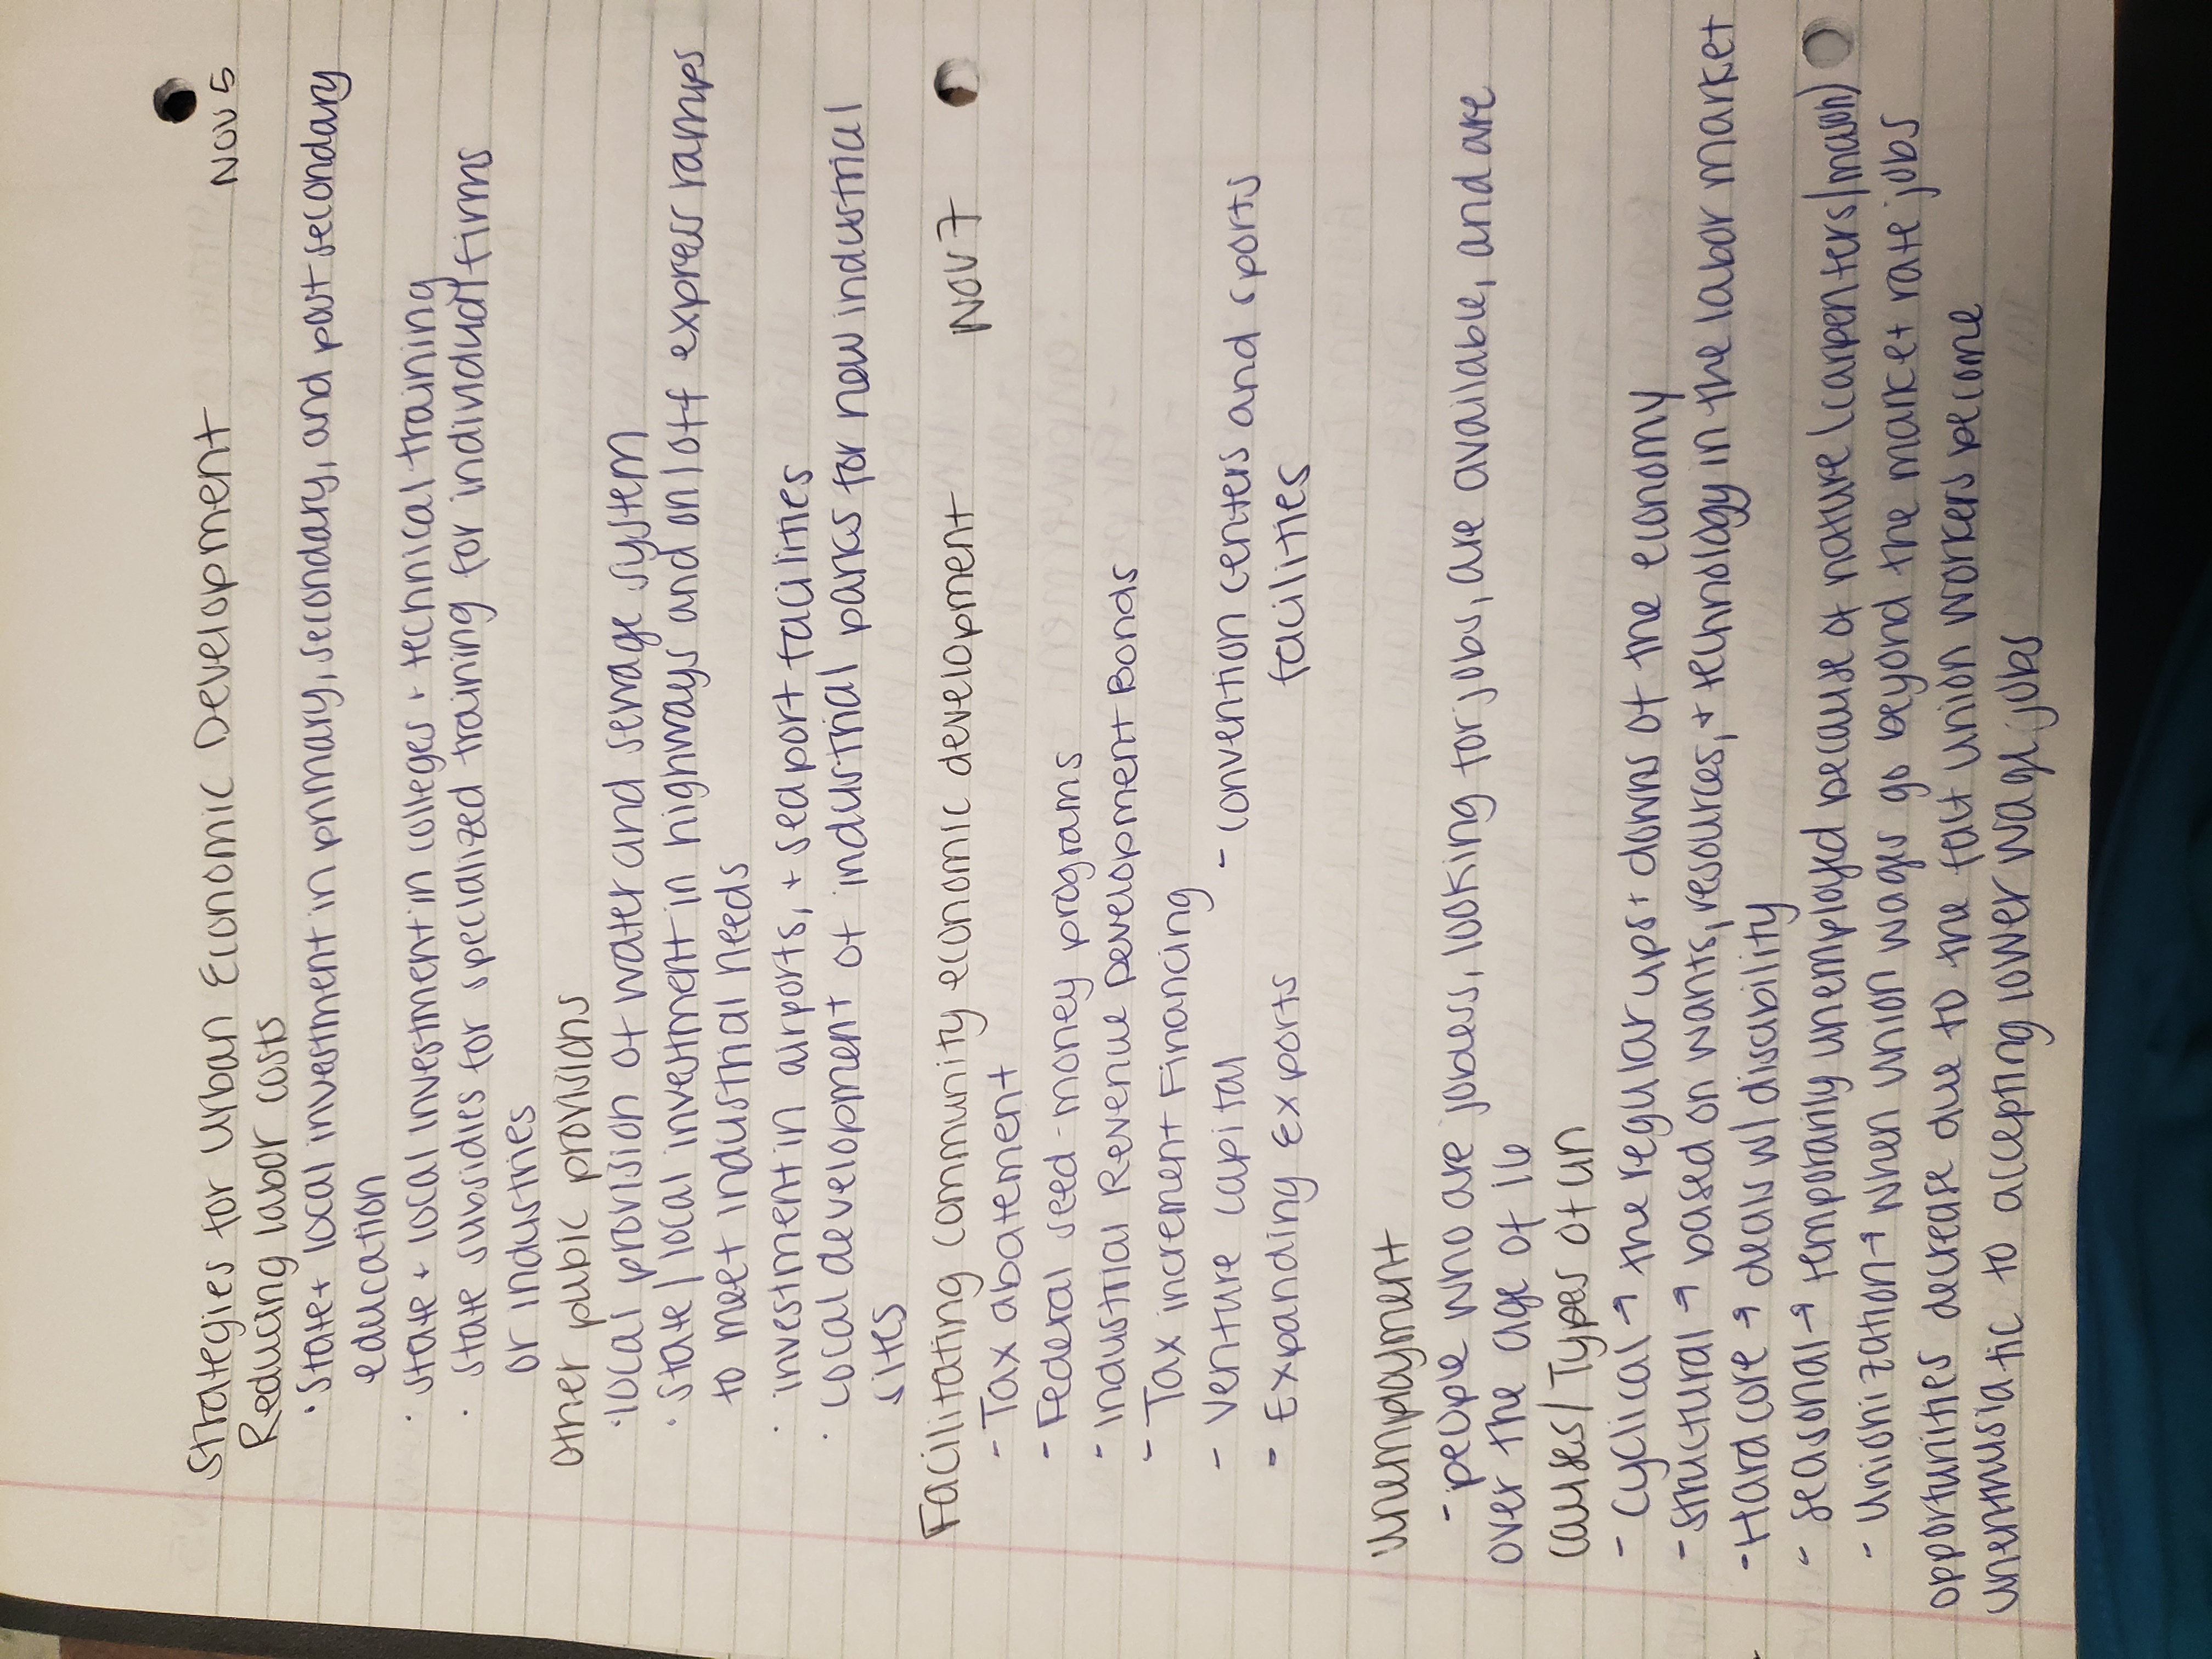 Strategies for Urban Economic Development Nov 5
Reducing labor costs
· State + local investment in primary, secondary, and post secondary
education
· State + local investment in colleges + technical training
· State subsidies for specialized training for individual firms
or industries
Other pubic provisions
· local provision of water and sewage system
· State / local investment in highways and on / off express ramps
to meet industrial needs
· investment in airports, + seaport facilities
· Local development of industrial parks for new industrial
sites
Facilitating community economic development Nov 7
- Tax abatement
- Federal seed-money programs
- Industrial Revenue Development Bonds
- Tax increment Financing
- Venture capital - convention centers and sports
- Expanding Exports facilities
Unemployment
- people who are jobless, looking for jobs, are available, and are
over the age of 16
Causes/Types of un
- Cyclical → the regular ups + downs of the economy
- Structural → based on wants, resources, + technology in the labor market
- Hardcore → deals w/ disability
- Seasonal → temporarily unemployed because of nature (carpenters/mason)
- Unionization → when union wages go beyond the market rate jobs
opportunities decrease due to the fact union workers become
unenthusiatic to accepting lower wage jobs